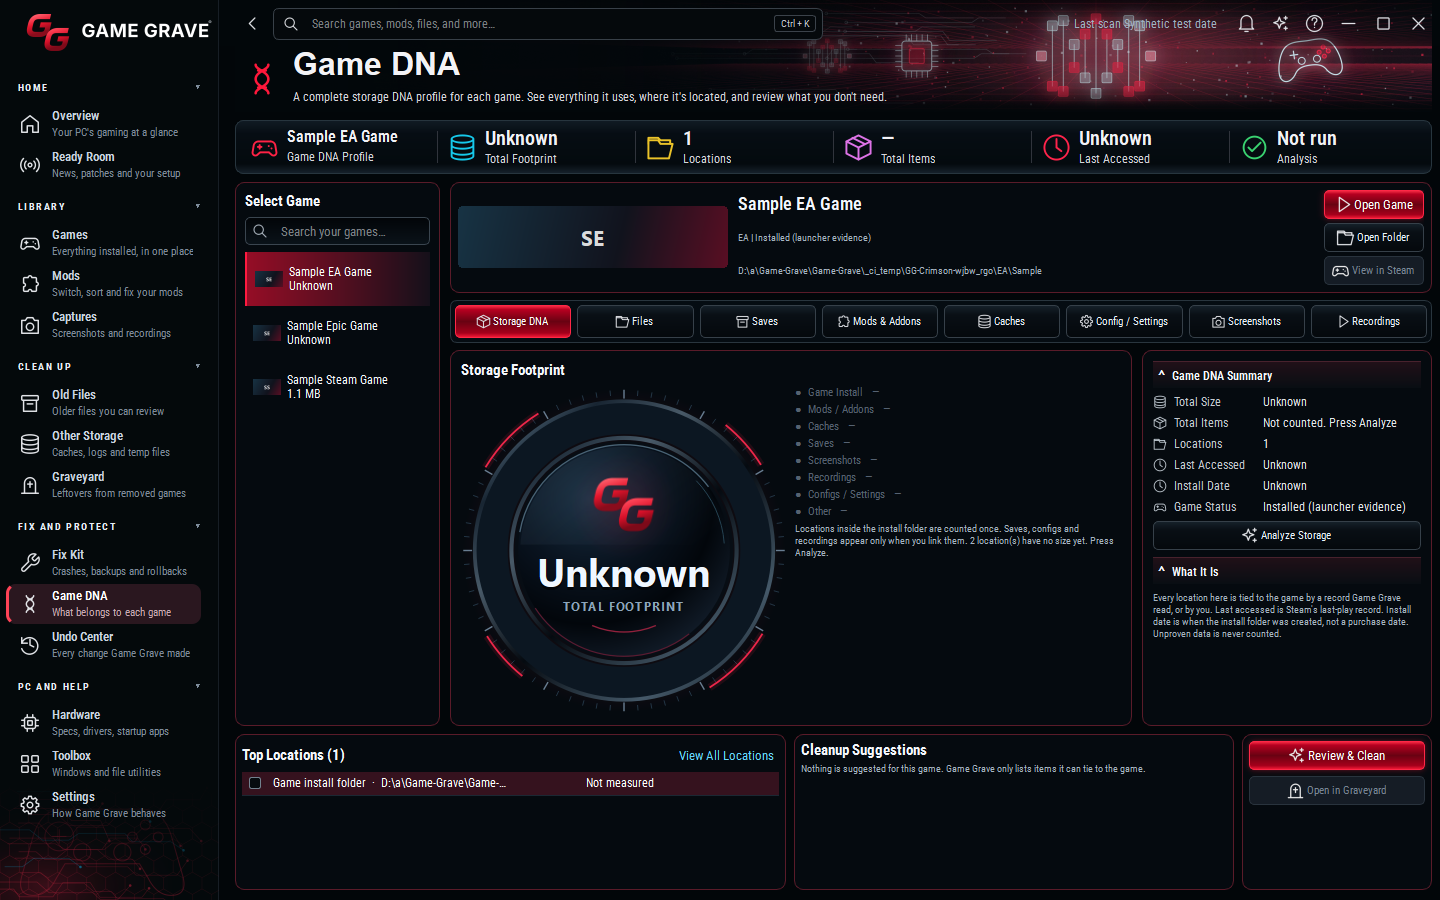 GAME GRAVE
HOME
Overview
Your PC's gaming at a glance
Ready Room
News, patches and your setup
LIBRARY
Games
Everything installed, in one place
Mods
Switch, sort and fix your mods
Captures
Screenshots and recordings
CLEAN UP
Old Files
Older files you can review
Other Storage
Caches, logs and temp files
Graveyard
Leftovers from removed games
FIX AND PROTECT
Fix Kit
Crashes, backups and rollbacks
Game DNA
What belongs to each game
Undo Center
Every change Game Grave made
PC AND HELP
Hardware
Specs, drivers, startup apps
Toolbox
Windows and file utilities
Settings
How Game Grave behaves
Search games, mods, files, and more...
Ctrl + K
Last scan Synthetic test date
Game DNA
A complete storage DNA profile for each game. See everything it uses, where it's located, and review what you don't need.
Sample EA Game
Game DNA Profile
Unknown
Total Footprint
1
Locations
—
Total Items
Unknown
Last Accessed
Not run
Analysis
Select Game
Search your games...
SE
Sample EA Game
Unknown
Sample Epic Game
Unknown
SS
Sample Steam Game
1.1 MB
SE
Sample EA Game
EA | Installed (launcher evidence)
D:\a\Game-Grave\Game-Grave\_ci_temp\GG-Crimson-wjbw_rgo\EA\Sample
Open Game
Open Folder
View in Steam
Storage DNA
Files
Saves
Mods & Addons
Caches
Config / Settings
Screenshots
Recordings
Storage Footprint
GG
Unknown
TOTAL FOOTPRINT
Game Install —
Mods / Addons —
Caches —
Saves —
Screenshots —
Recordings —
Configs / Settings —
Other —
Locations inside the install folder are counted once. Saves, configs and
recordings appear only when you link them. 2 location(s) have no size yet. Press
Analyze.
Game DNA Summary
Total Size Unknown
Total Items Not counted. Press Analyze
Locations 1
Last Accessed Unknown
Install Date Unknown
Game Status Installed (launcher evidence)
Analyze Storage
What It Is
Every location here is tied to the game by a record Game Grave
read, or by you. Last accessed is Steam's last-play record. Install
date is when the install folder was created, not a purchase date.
Unproven data is never counted.
Top Locations (1)
View All Locations
Game install folder · D:\a\Game-Grave\Game-... Not measured
Cleanup Suggestions
Nothing is suggested for this game. Game Grave only lists items it can tie to the game.
Review & Clean
Open in Graveyard